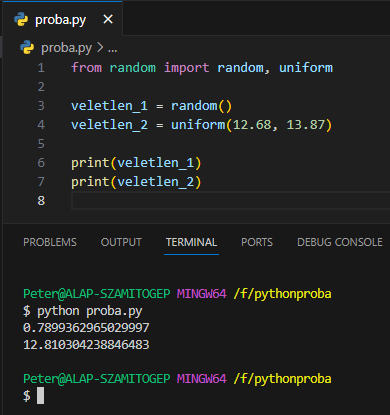 proba.py
proba.py > ...
1 from random import random, uniform
2
3 veletlen_1 = random()
4 veletlen_2 = uniform(12.68, 13.87)
5
6 print(veletlen_1)
7 print(veletlen_2)
8
PROBLEMS OUTPUT TERMINAL PORTS DEBUG CONSOLE
Peter@ALAP-SZAMITOGEP MINGW64 /f/pythonproba
$ python proba.py
0.7899362965029997
12.810304238846483
Peter@ALAP-SZAMITOGEP MINGW64 /f/pythonproba
$